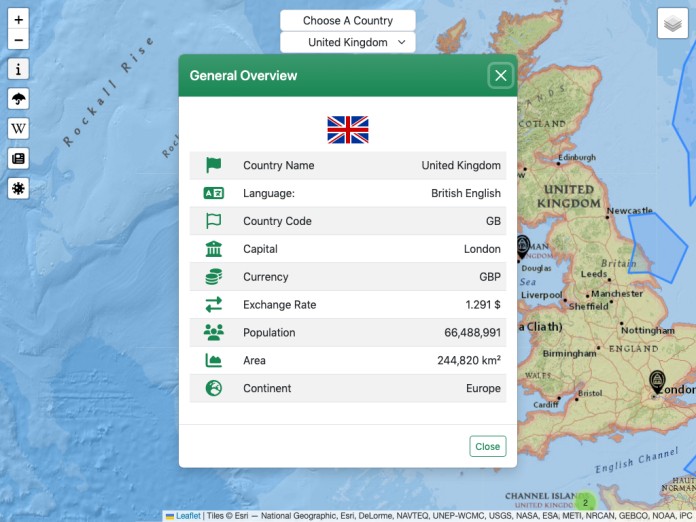 Choose A Country
United Kingdom
+
−
i
W
Rockall Rise
General Overview
Country Name United Kingdom
Language: British English
Country Code GB
Capital London
Currency GBP
Exchange Rate 1.291 $
Population 66,488,991
Area 244,820 km²
Continent Europe
Close
COTLAND
Edinburgh
UNITED
KINGDOM
Newcastle
MAN
NGDOM
Douglas
Britain
Sea
Leeds
Liverpool
Manchester
Sheffield
a Cliath)
Nottingham
Birmingham
ENGLAND
WALES
London
Cardiff
Bristol
English Channel
CHANNEL ISLAN
UNITED KINGDO
2
HAUT
NORMAN
Leaflet | Tiles © Esri — National Geographic, Esri, DeLorme, NAVTEQ, UNEP-WCMC, USGS, NASA, ESA, METI, NRCAN, GEBCO, NOAA, iPC